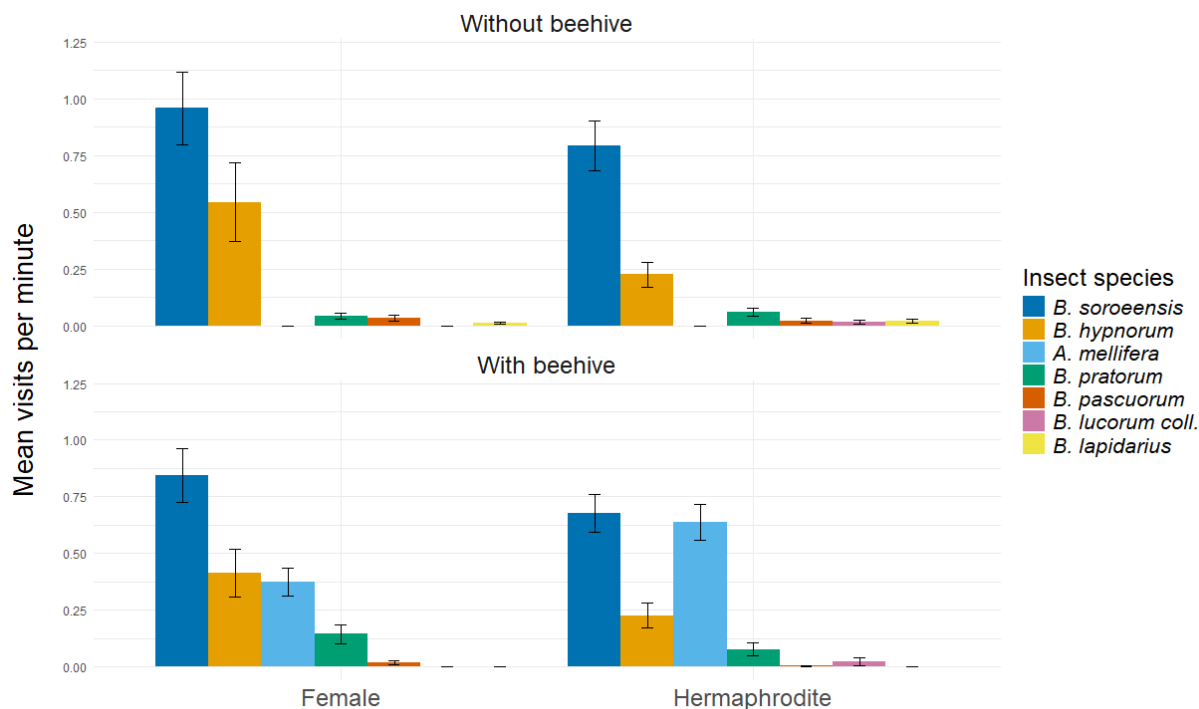 Without beehive
1.25
1.00
0.75
0.50
0.25
0.00
With beehive
1.25
1.00
0.75
0.50
0.25
0.00
Mean visits per minute
Female
Hermaphrodite
Insect species
B. soroeensis
B. hypnorum
A. mellifera
B. pratorum
B. pascuorum
B. lucorum coll.
B. lapidarius